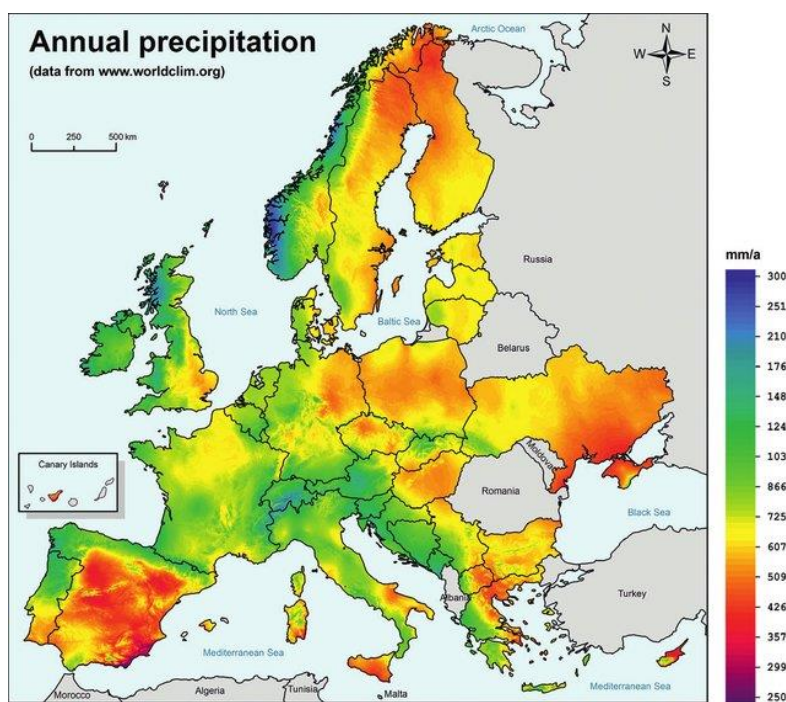 Annual precipitation
(data from www.worldclim.org)
0 250 500 km
Arctic Ocean
N
W E
S
Russia
North Sea
Baltic Sea
Belarus
Canary Islands
Moldova
Romania
Black Sea
Albania
Turkey
Mediterranean Sea
Mediterranean Sea
Morocco
Algeria
Tunisia
Malta
mm/a
300
251
210
176
143
124
104
866
725
607
509
426
357
299
250